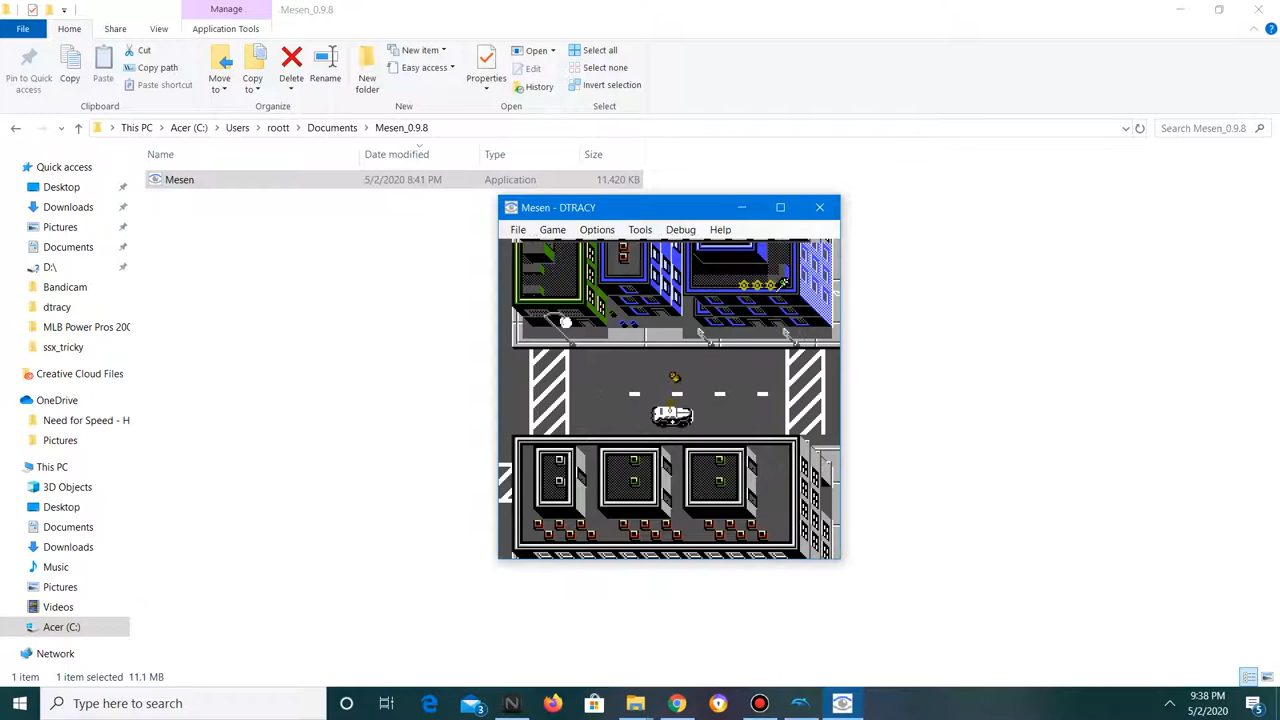 Manage
Mesen_0.9.8
File
Home
Share
View
Application Tools
Pin to Quick access
Copy
Paste
Cut
Copy path
Paste shortcut
Clipboard
Move to
Copy to
Delete
Rename
Organize
New folder
New item
Easy access
New
Properties
Open
Edit
History
Open
Select all
Select none
Invert selection
Select
This PC > Acer (C:) > Users > roott > Documents > Mesen_0.9.8
Search Mesen_0.9.8
Name
Date modified
Type
Size
Mesen
5/2/2020 8:41 PM
Application
11,420 KB
Quick access
Desktop
Downloads
Pictures
Documents
D:\
Bandicam
dtracy
MLB Power Pros 200
ssx_tricky
Creative Cloud Files
OneDrive
Need for Speed - H
Pictures
This PC
3D Objects
Desktop
Documents
Downloads
Music
Pictures
Videos
Acer (C:)
Network
Mesen - DTRACY
File Game Options Tools Debug Help
1 item
1 item selected 11.1 MB
Type here to search
3
9:38 PM
5/2/2020
5